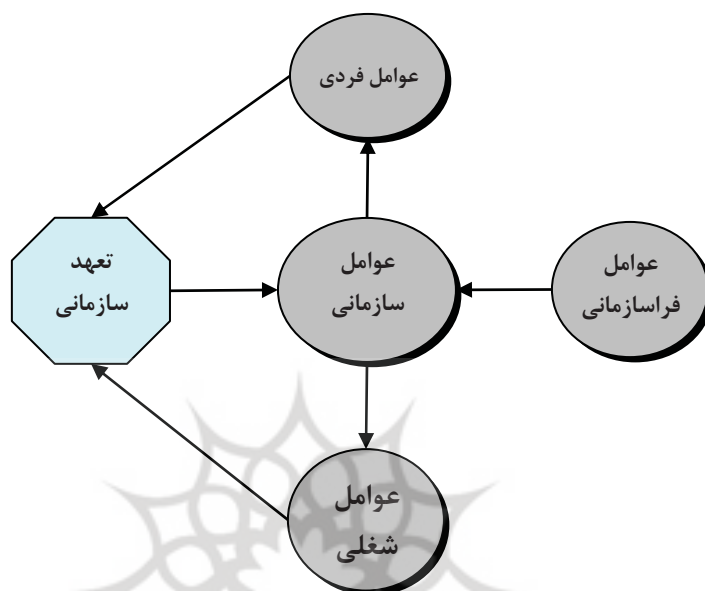 عوامل فردی
عوامل
فراسازمانی
عوامل
سازمانی
تعهد
سازمانی
عوامل
شغلی